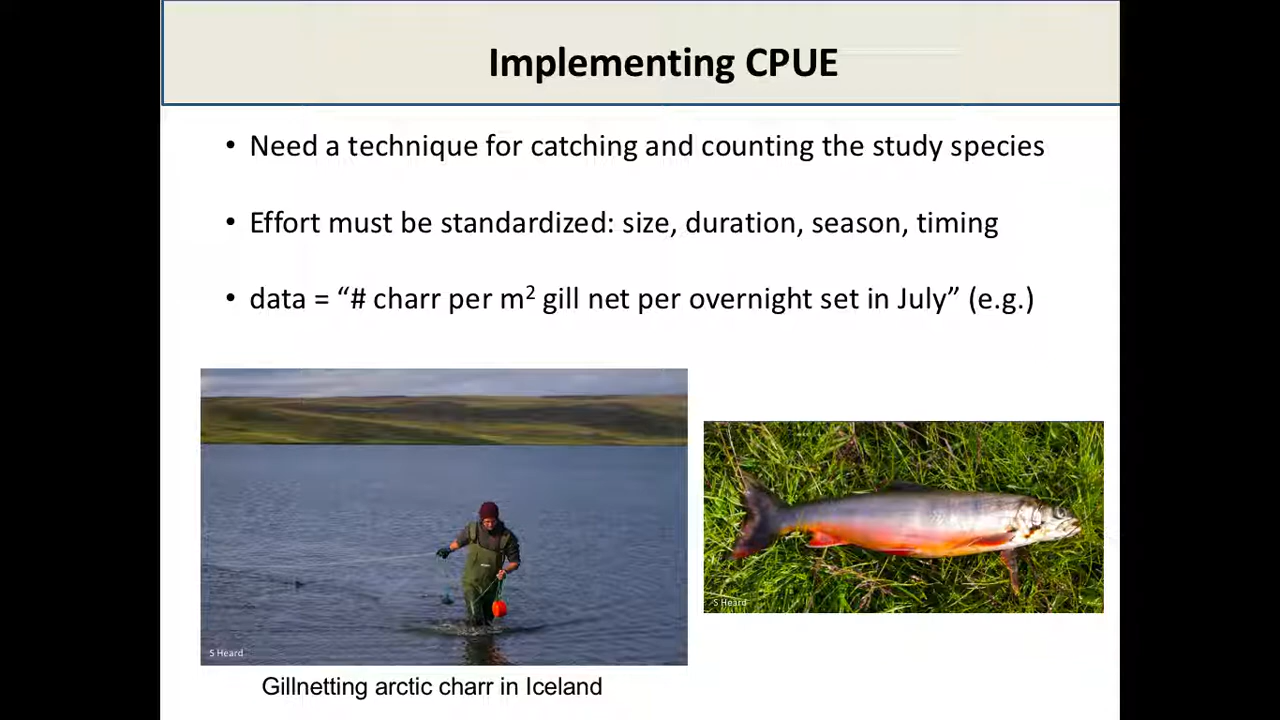 Implementing CPUE
• Need a technique for catching and counting the study species
• Effort must be standardized: size, duration, season, timing
• data = “# charr per m² gill net per overnight set in July” (e.g.)
S Heard
S Heard
Gillnetting arctic charr in Iceland